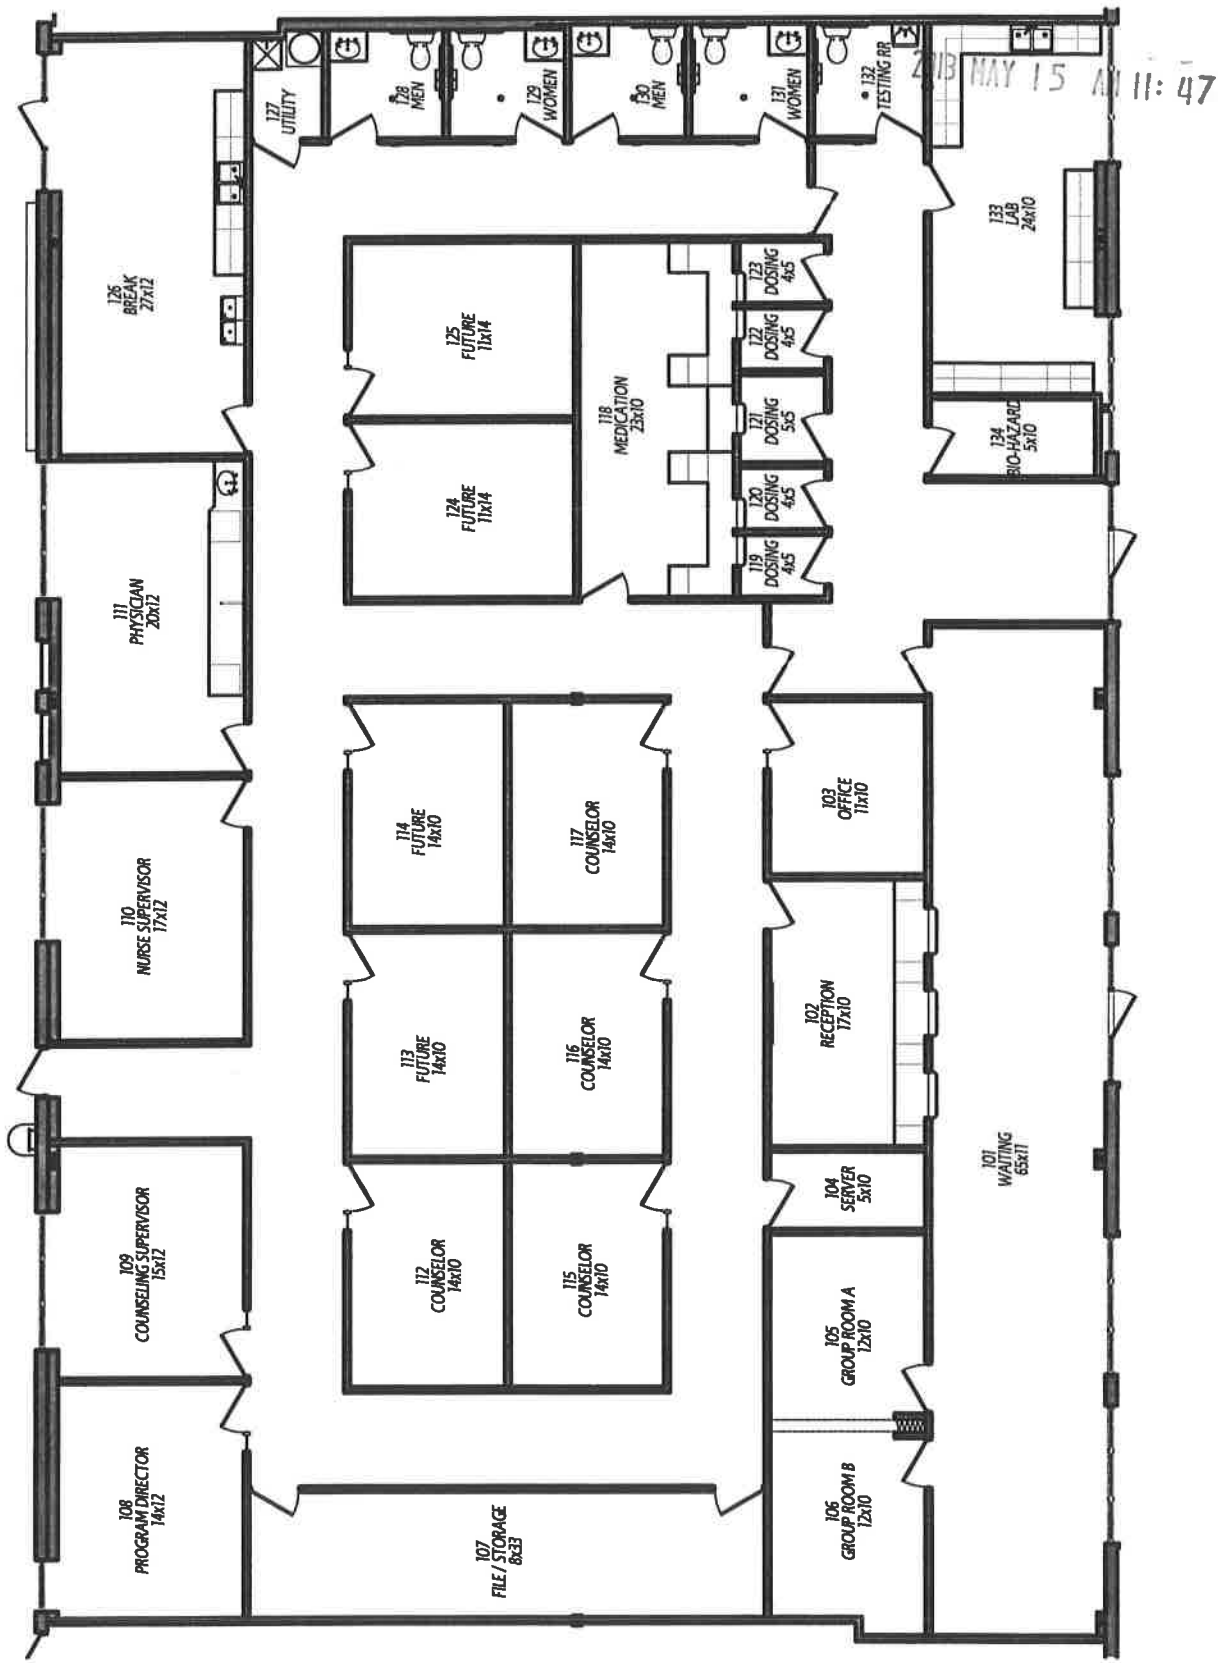 2013 MAY 15 AM 11:47
127
UTILITY
128
MEN
129
WOMEN
130
MEN
131
WOMEN
132
TESTING RR
133
LAB
24x10
126
BREAK
27x12
125
FUTURE
11x14
124
FUTURE
11x14
118
MEDICATION
23x10
123
DOSING
4x5
122
DOSING
4x5
121
DOSING
5x5
120
DOSING
4x5
119
DOSING
4x5
134
BIO-HAZARD
5x10
111
PHYSICIAN
20x12
110
NURSE SUPERVISOR
17x12
114
FUTURE
14x10
117
COUNSELOR
14x10
103
OFFICE
11x10
113
FUTURE
14x10
116
COUNSELOR
14x10
102
RECEPTION
17x10
101
WAITING
65x11
109
COUNSELING SUPERVISOR
15x12
112
COUNSELOR
14x10
115
COUNSELOR
14x10
104
SERVER
5x10
105
GROUP ROOM A
12x10
108
PROGRAM DIRECTOR
14x12
107
FILE / STORAGE
8x33
106
GROUP ROOM B
12x10